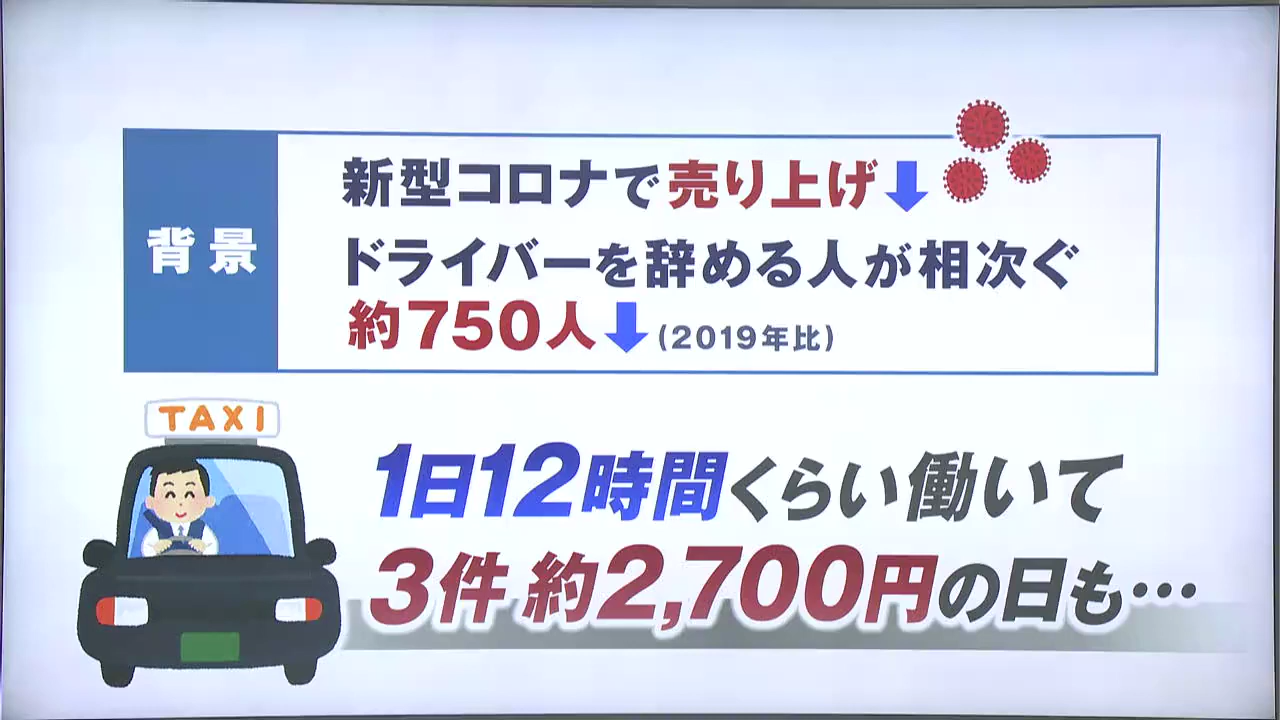 背景
新型コロナで売り上げ⬇
ドライバーを辞める人が相次ぐ
約750人⬇(2019年比)
TAXI
1日12時間くらい働いて
3件 約2,700円の日も…